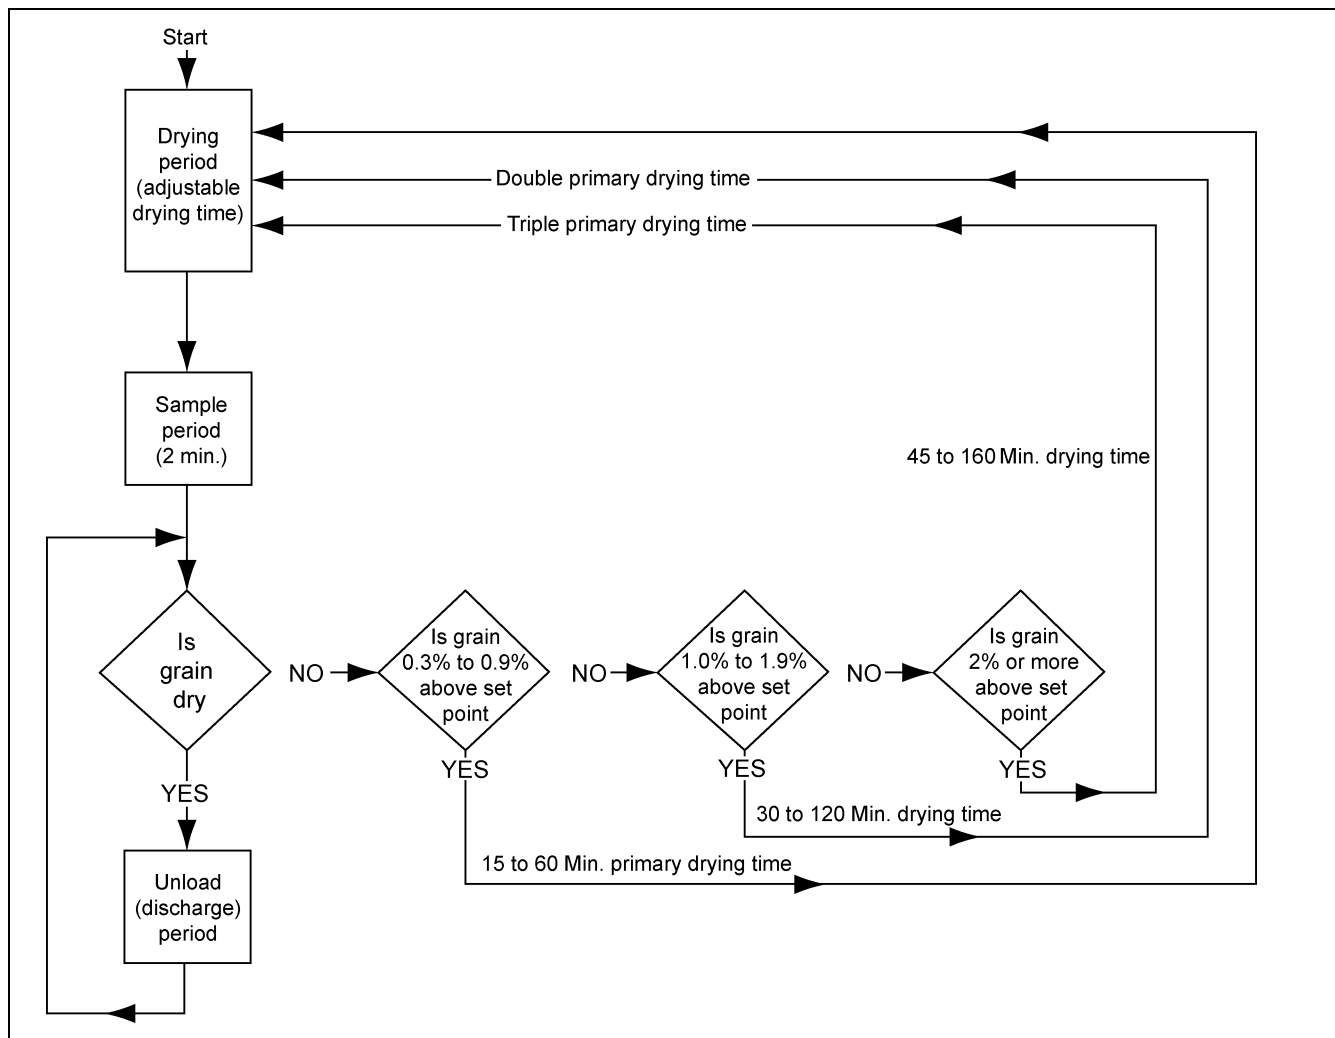 Start
Drying
period
(adjustable
drying time)
Double primary drying time
Triple primary drying time
Sample
period
(2 min.)
45 to 160 Min. drying time
Is
grain
dry
NO
Is grain
0.3% to 0.9%
above set
point
NO
Is grain
1.0% to 1.9%
above set
point
NO
Is grain
2% or more
above set
point
YES
YES
YES
YES
30 to 120 Min. drying time
15 to 60 Min. primary drying time
Unload
(discharge)
period